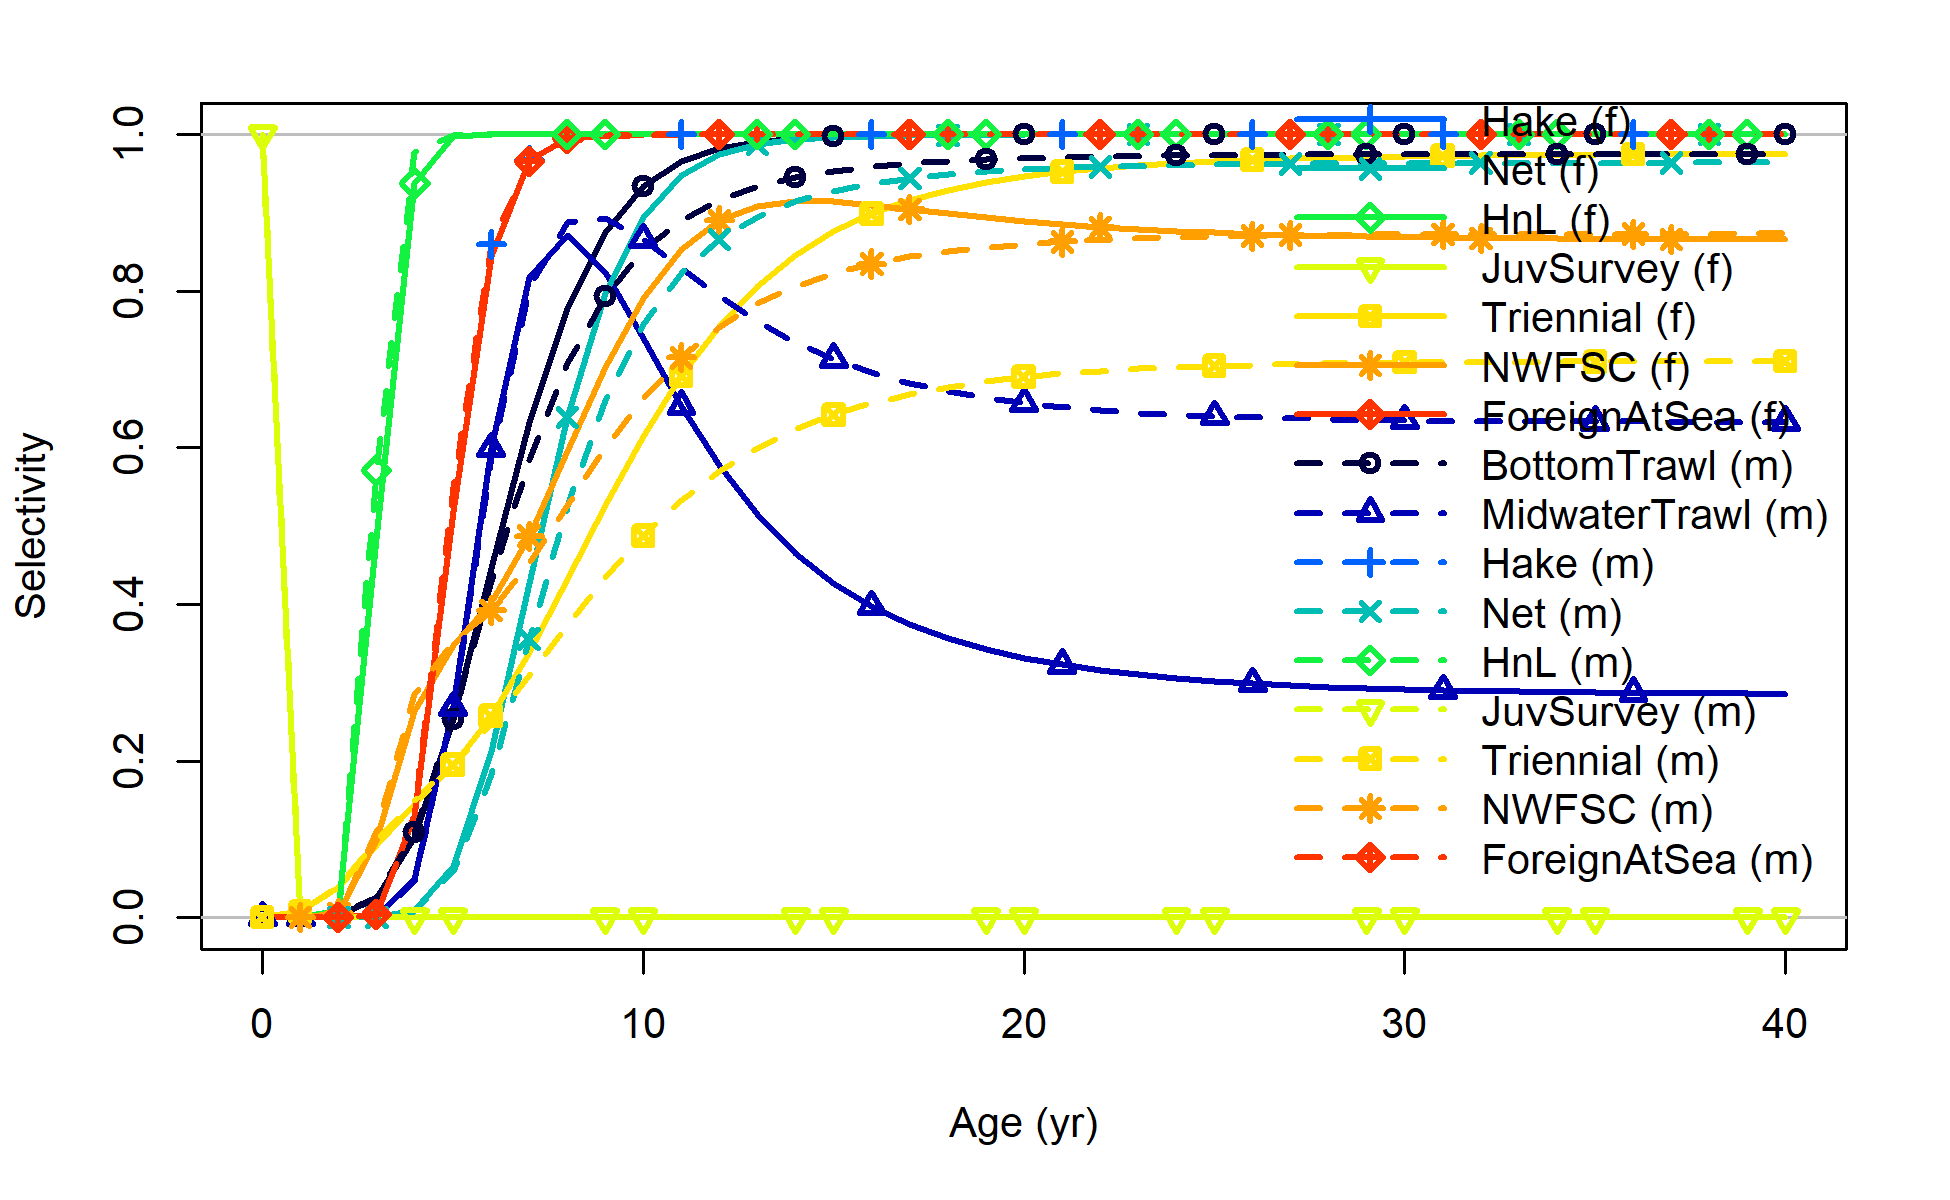 Hake (f)
Net (f)
HnL (f)
JuvSurvey (f)
Triennial (f)
NWFSC (f)
ForeignAtSea (f)
BottomTrawl (m)
MidwaterTrawl (m)
Hake (m)
Net (m)
HnL (m)
JuvSurvey (m)
Triennial (m)
NWFSC (m)
ForeignAtSea (m)
Selectivity
1.0
0.8
0.6
0.4
0.2
0.0
0 10 20 30 40
Age (yr)